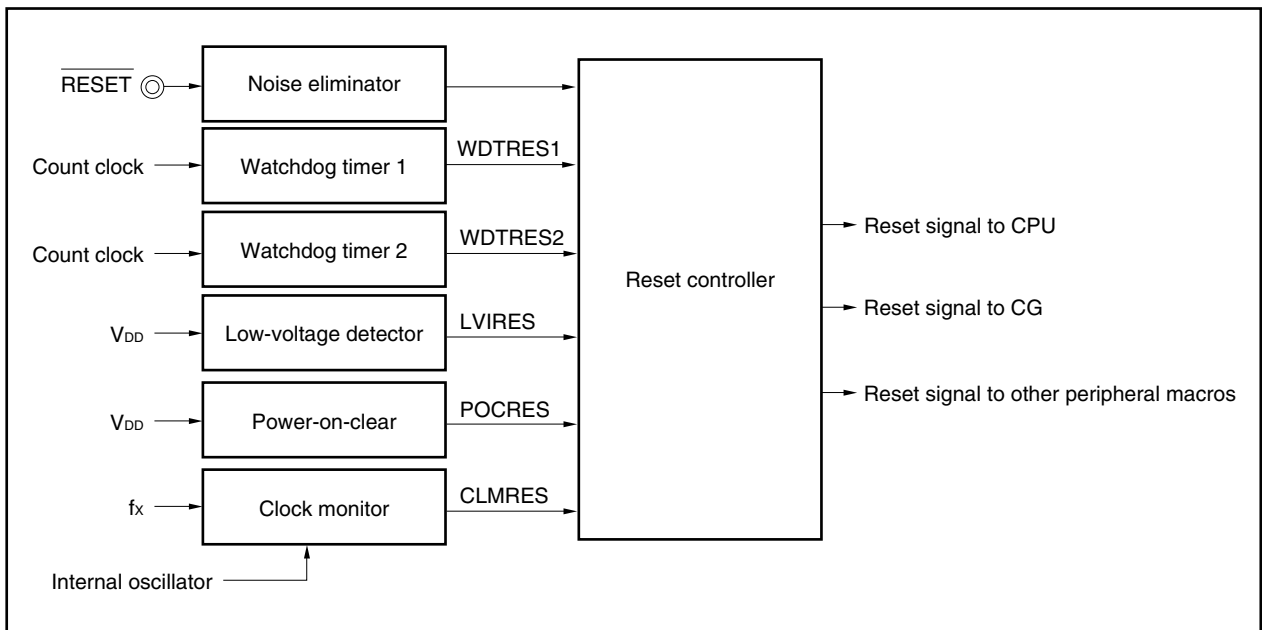 RESET
Noise eliminator
Count clock
Watchdog timer 1
WDTRES1
Count clock
Watchdog timer 2
WDTRES2
VDD
Low-voltage detector
LVIRES
VDD
Power-on-clear
POCRES
fX
Clock monitor
CLMRES
Internal oscillator
Reset controller
Reset signal to CPU
Reset signal to CG
Reset signal to other peripheral macros